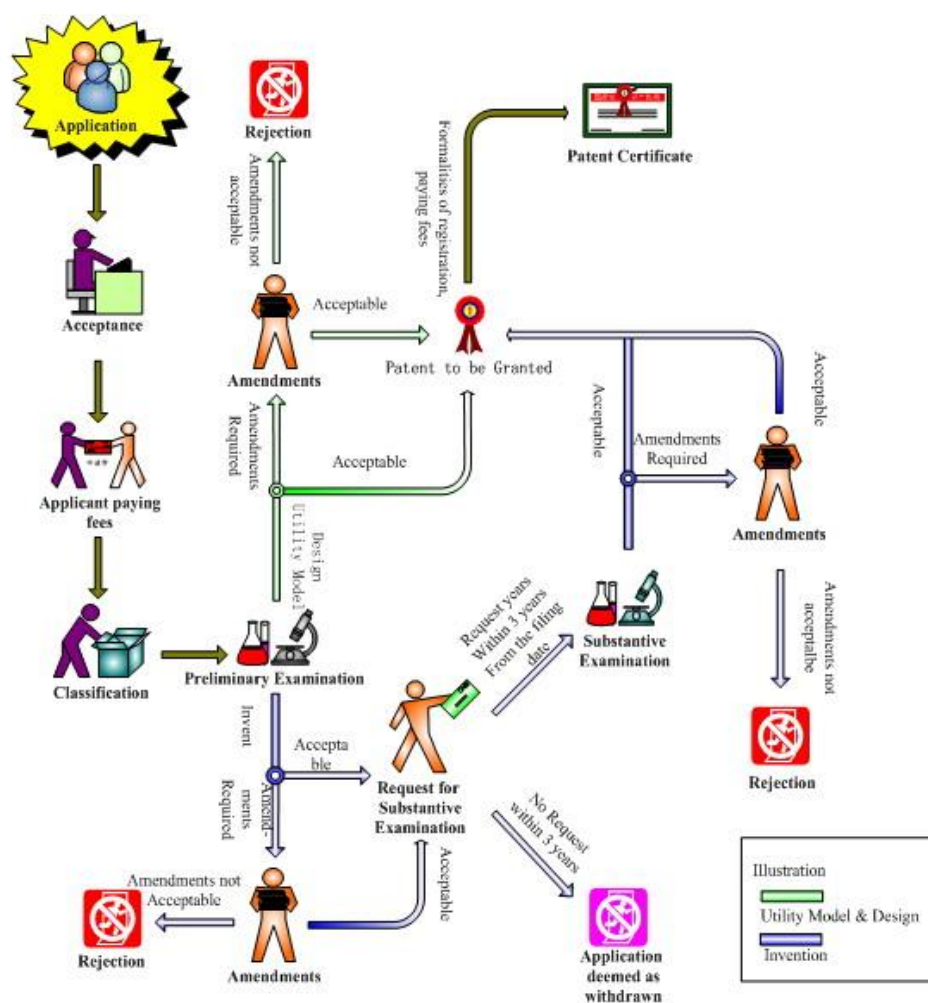 Application
Rejection
Patent Certificate
Formalities of registration,
paying fees
Amendments not
acceptable
Acceptance
Acceptable
Amendments
Patent to be Granted
Acceptable
Acceptable
Amendments
Required
Acceptable
Amendments
Required
Applicant paying
fees
Amendments
Design
Utility Model
Request years
Within 3 years
From the filing
date
Substantive
Examination
Amendments not
acceptalbe
Classification
Preliminary Examination
Invent
Accepta
ble
Request for
Substantive
Examination
Rejection
Amend-
ments
Required
No Request
within 3 years
Acceptable
Amendments not
Acceptable
Rejection
Amendments
Application
deemed as
withdrawn
Illustration
Utility Model & Design
Invention